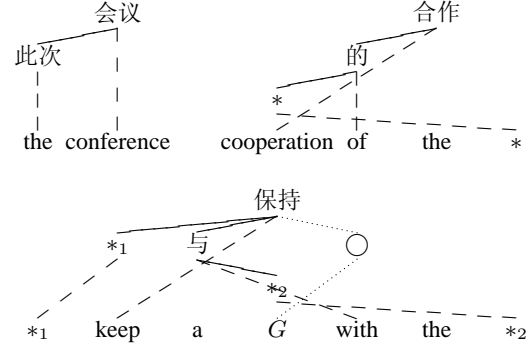 会议 合作
此次 的
*
the conference cooperation of the *
保持
*₁ 与
*₂
*₁ keep a G with the *₂